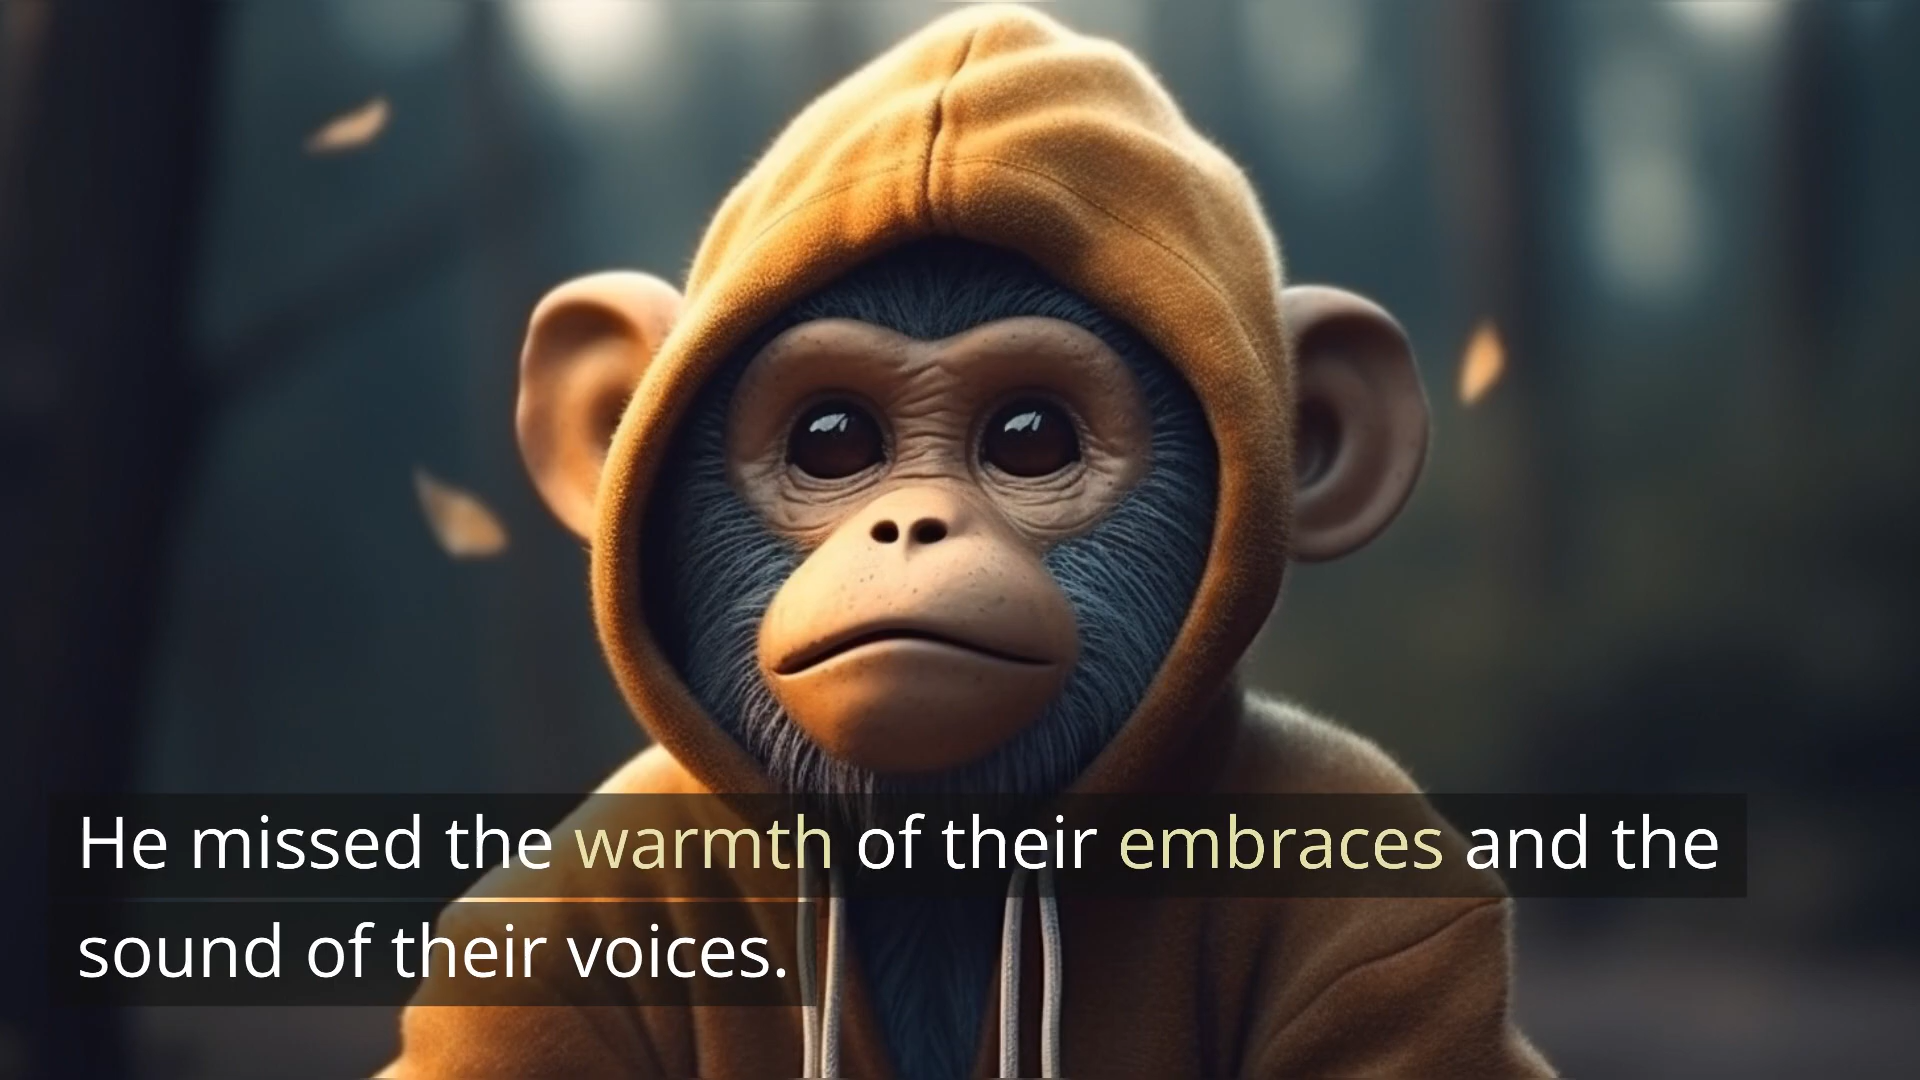 He missed the warmth of their embraces and the
sound of their voices.